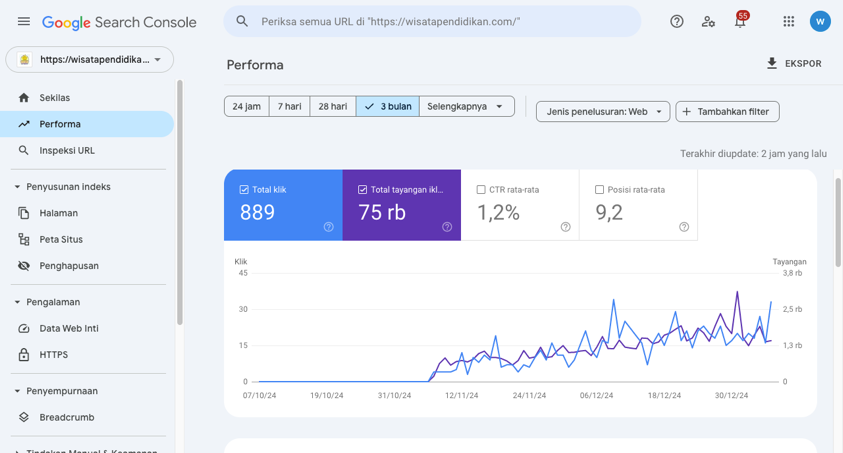 Google Search Console
Periksa semua URL di "https://wisatapendidikan.com/"
55
W
https://wisatapendidika...
Performa
EKSPOR
24 jam
7 hari
28 hari
3 bulan
Selengkapnya
Jenis penelusuran: Web
Tambahkan filter
Sekilas
Performa
Inspeksi URL
Penyusunan indeks
Halaman
Peta Situs
Penghapusan
Pengalaman
Data Web Inti
HTTPS
Penyempurnaan
Breadcrumb
Terakhir diupdate: 2 jam yang lalu
Total klik
889
Total tayangan ikl...
75 rb
CTR rata-rata
1,2%
Posisi rata-rata
9,2
Klik
Tayangan
45
30
15
0
3,8 rb
2,5 rb
1,3 rb
0
07/10/24
19/10/24
31/10/24
12/11/24
24/11/24
06/12/24
18/12/24
30/12/24